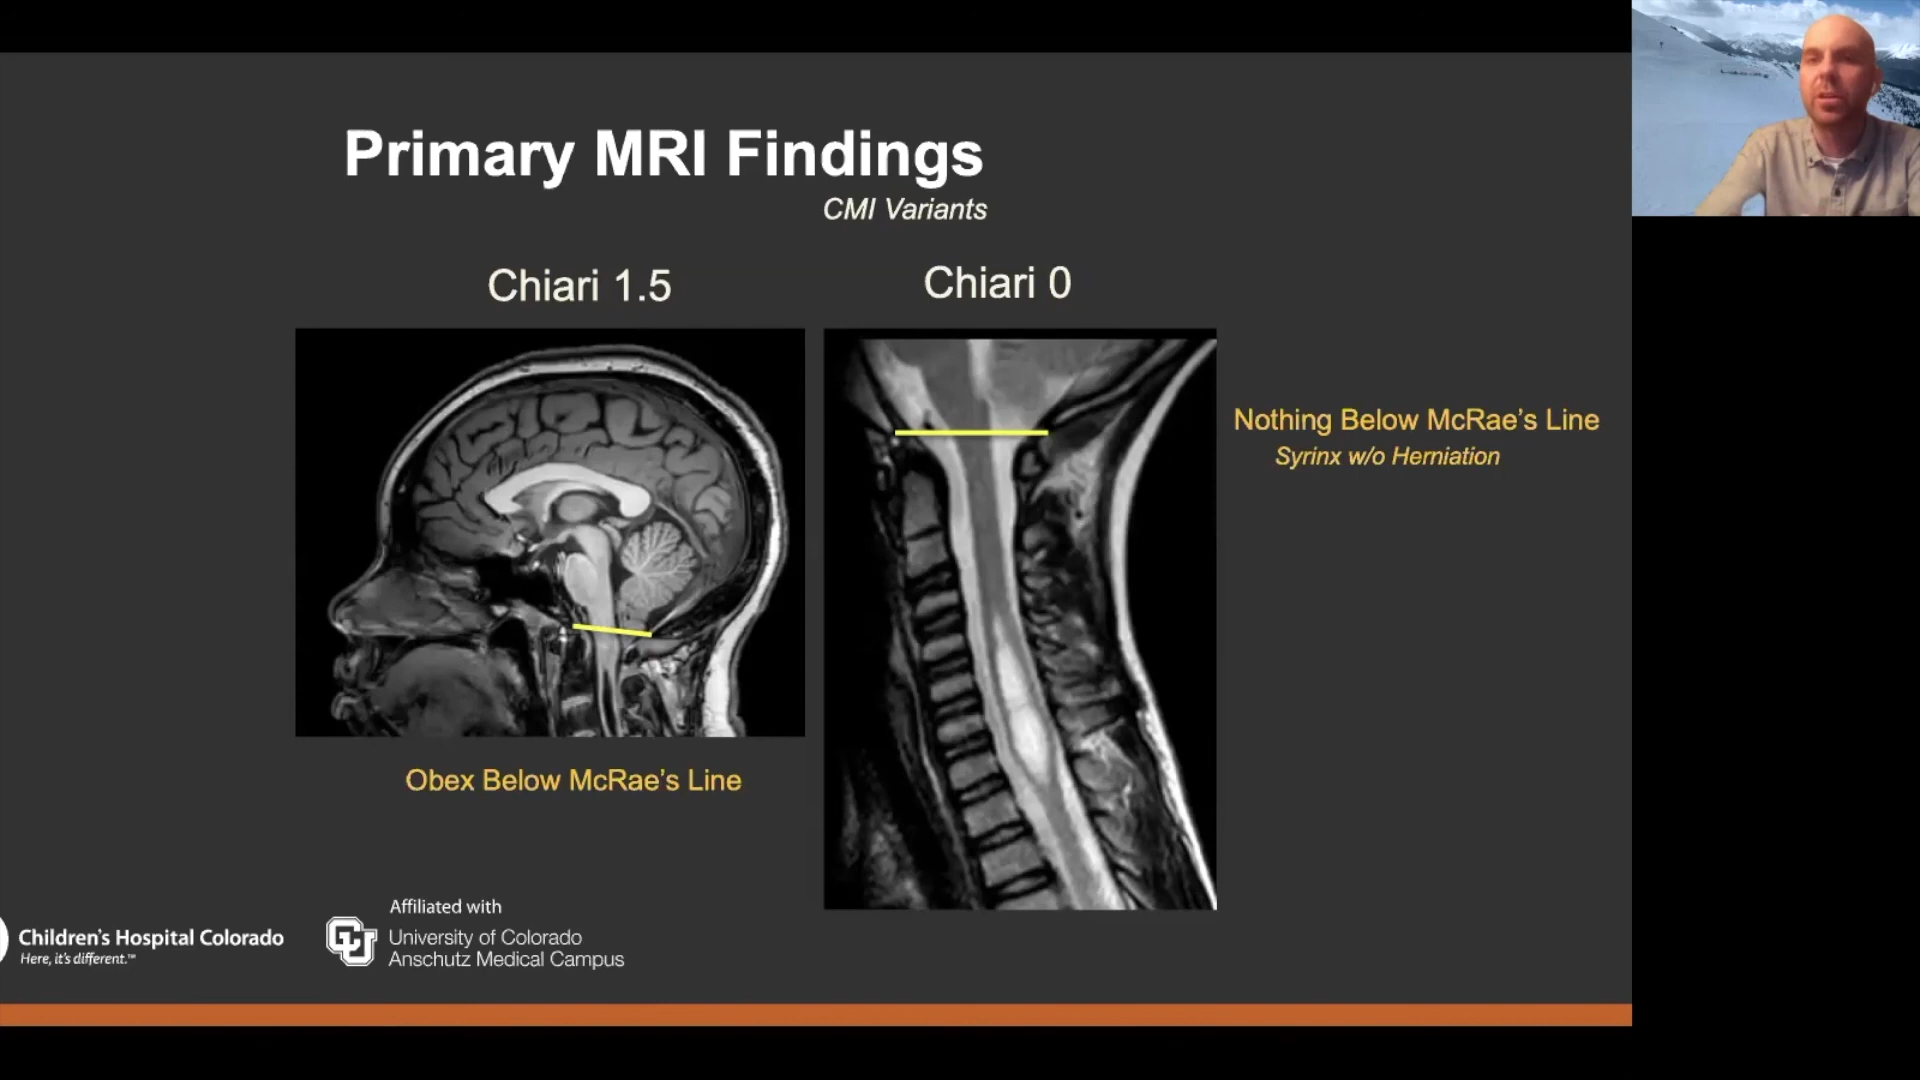 Primary MRI Findings
CMI Variants
Chiari 1.5
Chiari 0
Nothing Below McRae's Line
Syrinx w/o Herniation
Obex Below McRae's Line
Children's Hospital Colorado
Here, it's different.™
Affiliated with
CU
University of Colorado
Anschutz Medical Campus